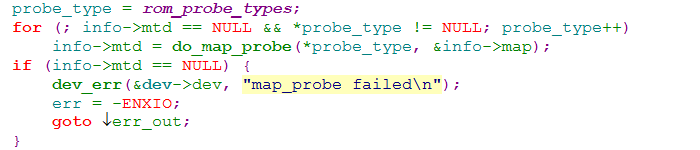 probe_type = rom_probe_types;
for (; info->mtd == NULL && *probe_type != NULL; probe_type++)
    info->mtd = do_map_probe(*probe_type, &info->map);
if (info->mtd == NULL) {
    dev_err(&dev->dev, "map_probe failed\n");
    err = -ENXIO;
    goto ↓err_out;
}